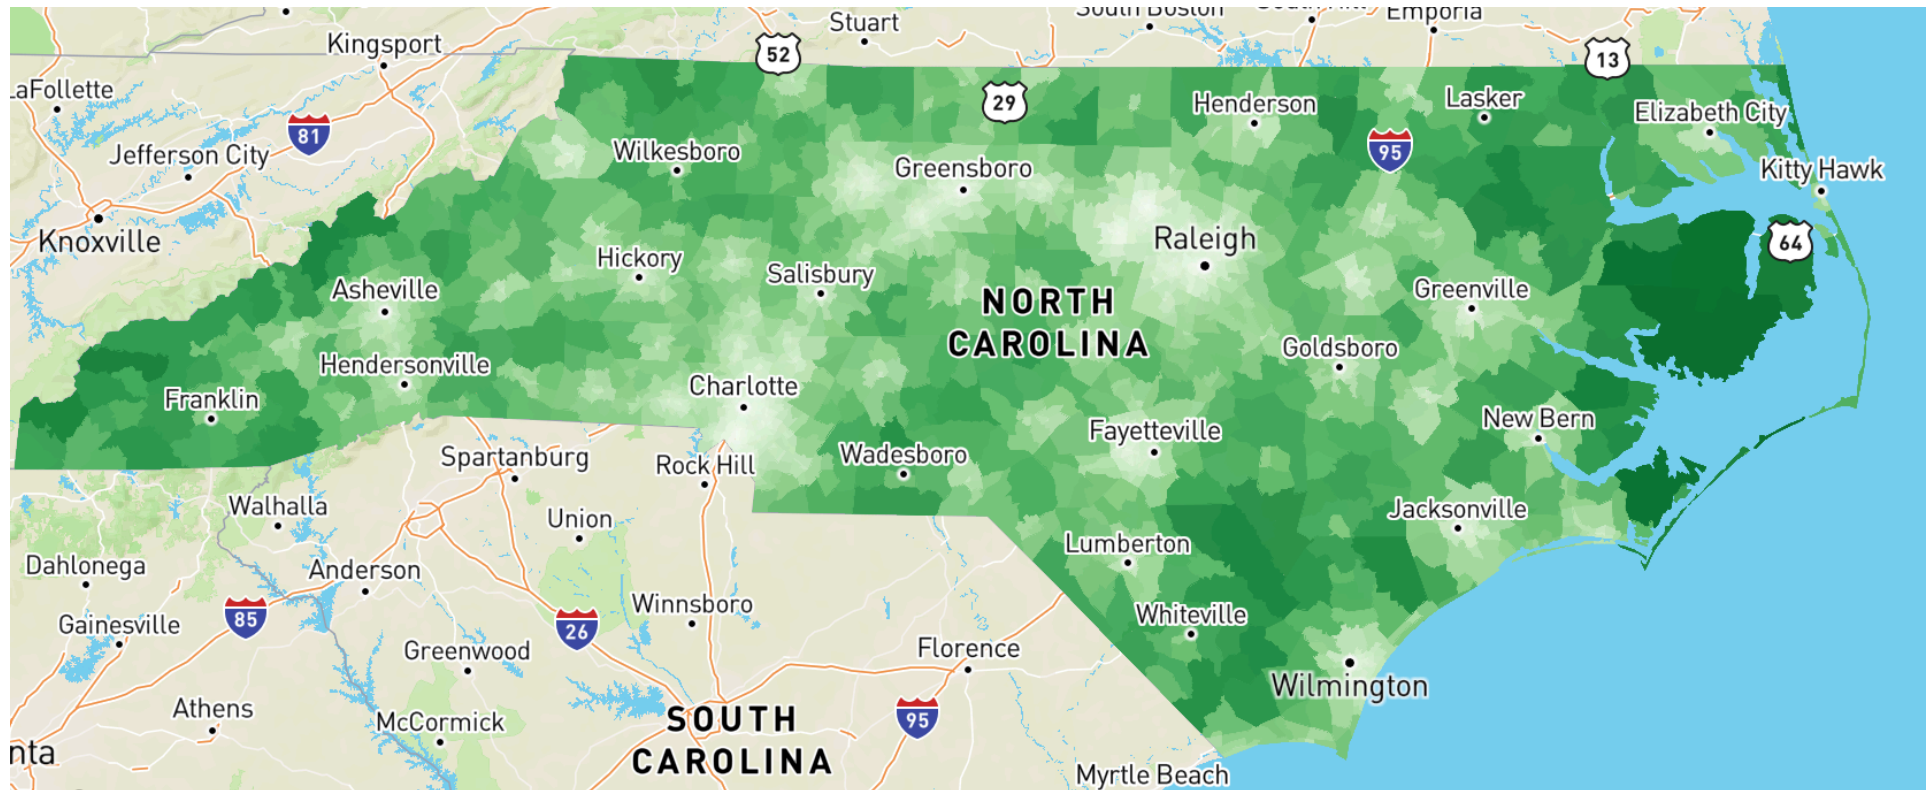 Stuart
South Boston
Emporia
Kingsport
52
13
LaFollette
29
Henderson
Lasker
Elizabeth City
81
Jefferson City
Wilkesboro
Greensboro
95
Kitty Hawk
Knoxville
Raleigh
64
Hickory
Salisbury
Asheville
NORTH
CAROLINA
Greenville
Goldsboro
Hendersonville
Charlotte
Franklin
New Bern
Fayetteville
Spartanburg
Rock Hill
Wadesboro
Walhalla
Union
Jacksonville
Dahlonega
Anderson
Lumberton
Gainesville
85
26
Winnsboro
Whiteville
Greenwood
Florence
Wilmington
Athens
McCormick
SOUTH
CAROLINA
95
nta
Myrtle Beach